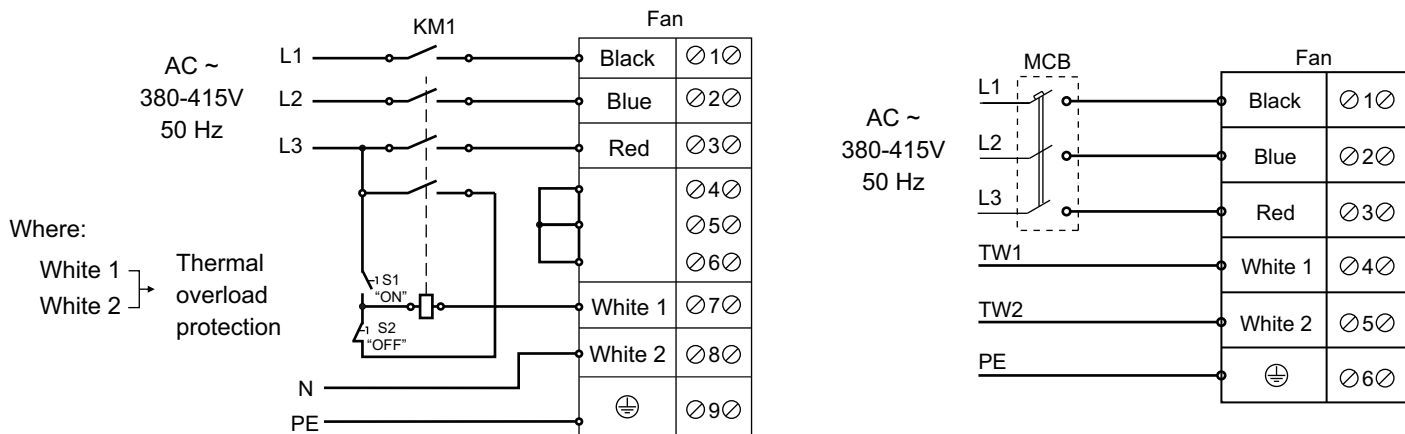 Fan
KM1
L1
Black
1
AC ~
380-415V
50 Hz
L2
Blue
2
L3
Red
3
4
5
6
Where:
White 1
White 2
Thermal
overload
protection
S1
“ON”
S2
“OFF”
White 1
7
White 2
8
N
9
PE
Fan
MCB
AC ~
380-415V
50 Hz
L1
Black
1
L2
Blue
2
L3
Red
3
TW1
White 1
4
TW2
White 2
5
PE
6